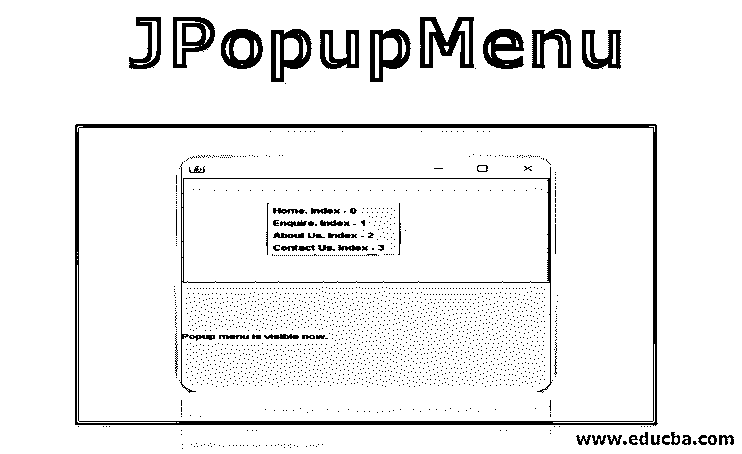 JPopupMenu
Home. Index - 0
Enquire. Index - 1
About Us. Index - 2
Contact Us. Index - 3
Popup menu is visible now.
www.educba.com